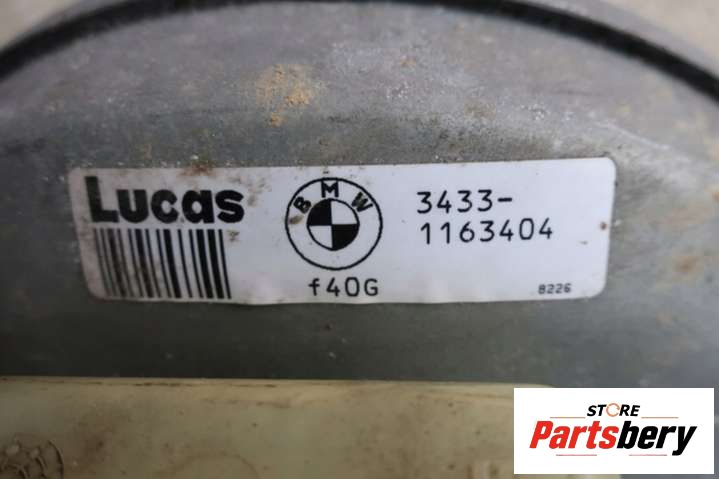 Lucas
BMW
3433-
1163404
f40G
8226
STORE
Partsbery